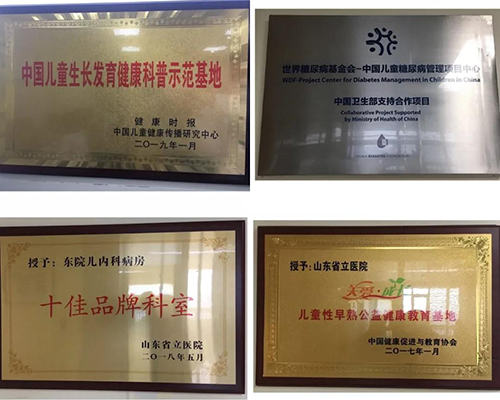 中国儿童生长发育健康科普示范基地
健康时报
中国儿童健康传播研究中心
二〇一九年一月
世界糖尿病基金会-中国儿童糖尿病管理项目中心
WDF-Project Center for Diabetes Management in Children in China
中国卫生部支持合作项目
Collaborative Project Supported
by Ministry of Health of China
WORLD DIABETES FOUNDATION
授予：东院儿内科病房
十佳品牌科室
山东省立医院
二〇一八年五月
授予：山东省立医院
关爱·成长
儿童性早熟公益健康教育基地
中国健康促进与教育协会
二〇一七年一月